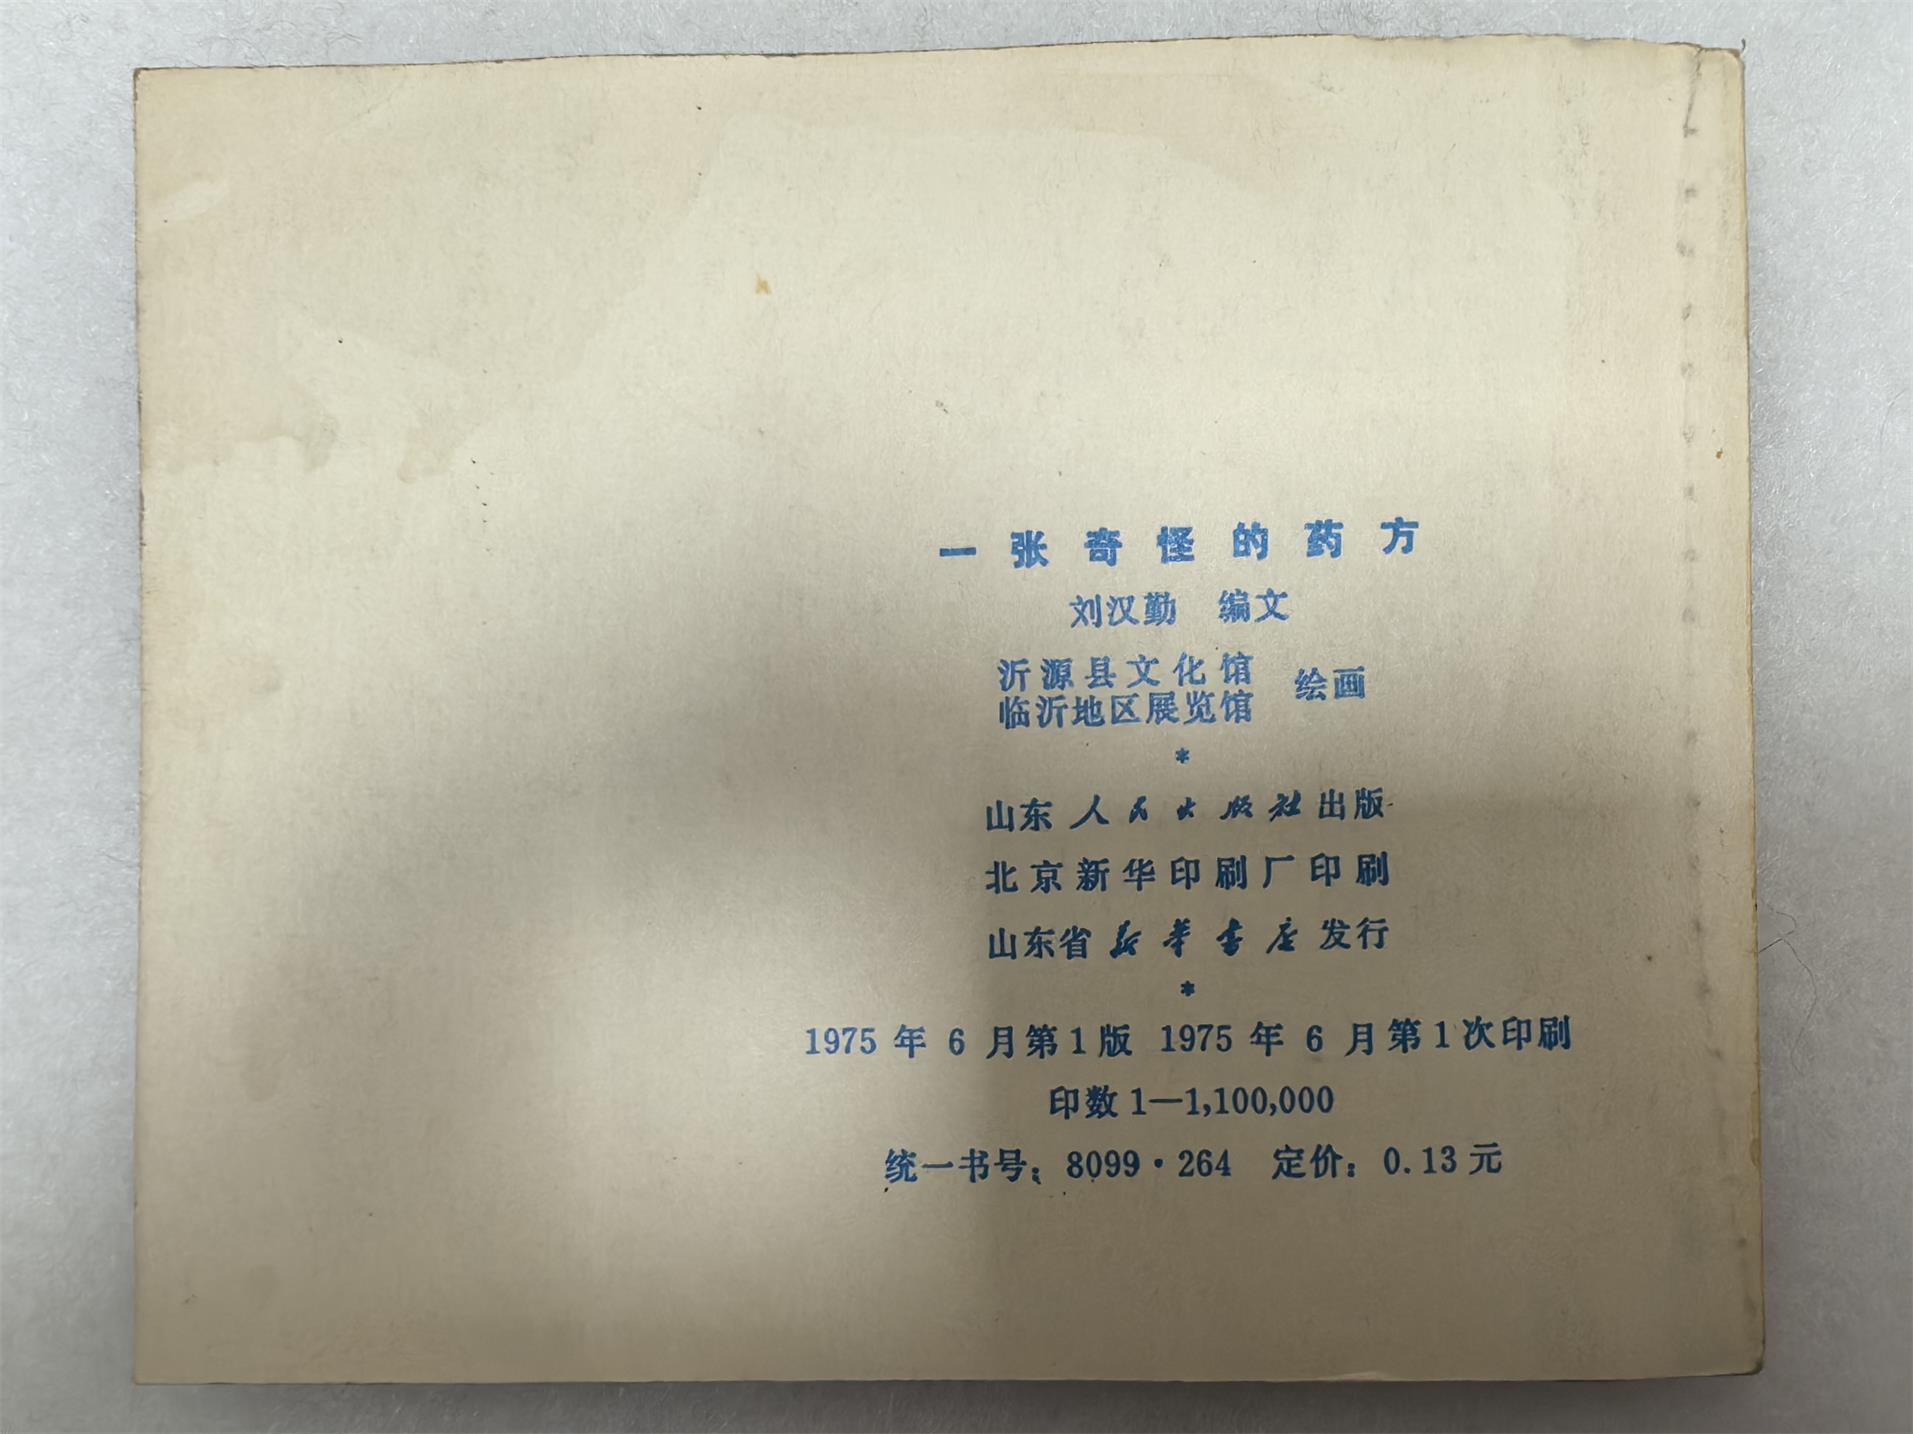 一张奇怪的药方
刘汉勤 编文
沂源县文化馆
临沂地区展览馆 绘画
*
山东人民出版社出版
北京新华印刷厂印刷
山东省新华书店发行
*
1975年6月第1版 1975年6月第1次印刷
印数1—1,100,000
统一书号：8099·264 定价：0.13元